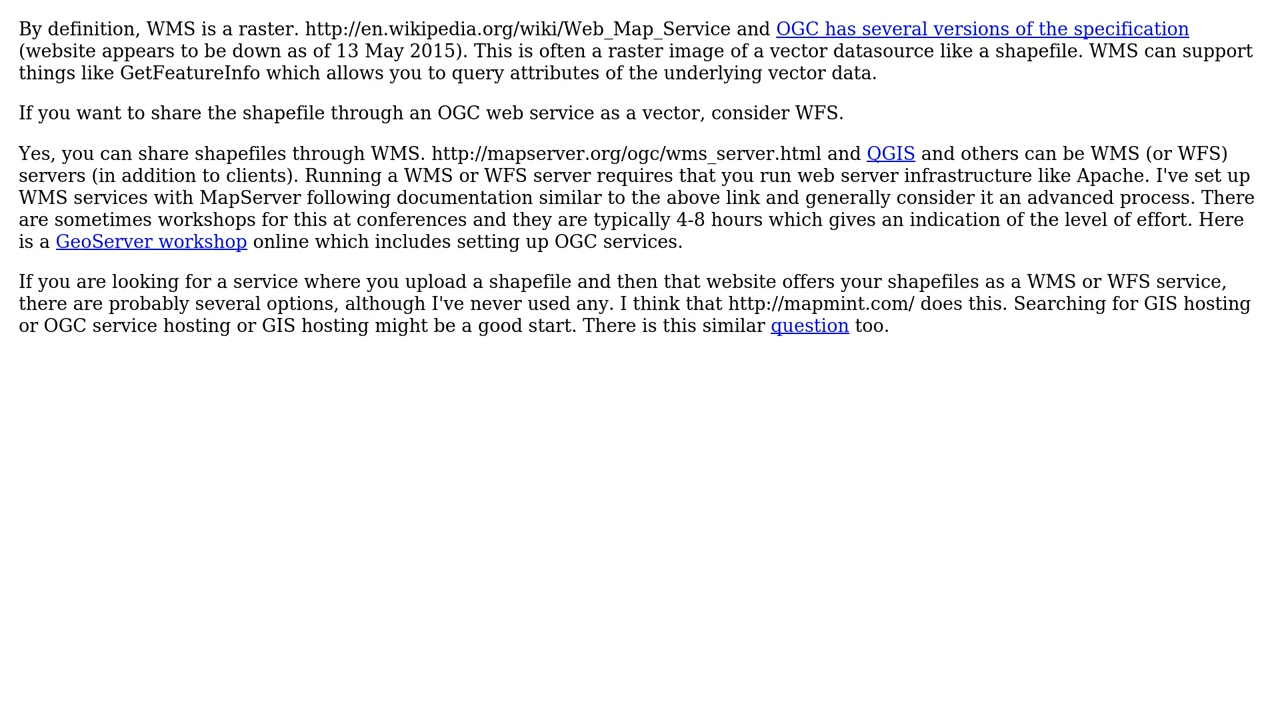 By definition, WMS is a raster. http://en.wikipedia.org/wiki/Web_Map_Service and OGC has several versions of the specification
(website appears to be down as of 13 May 2015). This is often a raster image of a vector datasource like a shapefile. WMS can support
things like GetFeatureInfo which allows you to query attributes of the underlying vector data.
If you want to share the shapefile through an OGC web service as a vector, consider WFS.
Yes, you can share shapefiles through WMS. http://mapserver.org/ogc/wms_server.html and QGIS and others can be WMS (or WFS)
servers (in addition to clients). Running a WMS or WFS server requires that you run web server infrastructure like Apache. I've set up
WMS services with MapServer following documentation similar to the above link and generally consider it an advanced process. There
are sometimes workshops for this at conferences and they are typically 4-8 hours which gives an indication of the level of effort. Here
is a GeoServer workshop online which includes setting up OGC services.
If you are looking for a service where you upload a shapefile and then that website offers your shapefiles as a WMS or WFS service,
there are probably several options, although I've never used any. I think that http://mapmint.com/ does this. Searching for GIS hosting
or OGC service hosting or GIS hosting might be a good start. There is this similar question too.